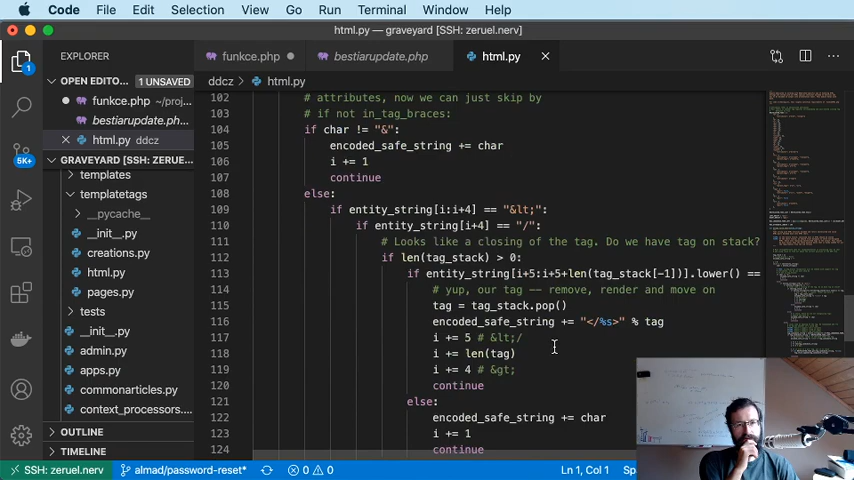 Code File Edit Selection View Go Run Terminal Window Help
html.py — graveyard [SSH: zeruel.nerv]
EXPLORER
funkce.php
bestiarupdate.php
html.py
OPEN EDITO...
1 UNSAVED
ddcz > html.py
funkce.php ~/proj...
bestiarupdate.ph...
html.py ddcz
GRAVEYARD [SSH: ZERUEL.NE...
templates
templatetags
__pycache__
__init__.py
creations.py
html.py
pages.py
tests
__init__.py
admin.py
apps.py
commonarticles.py
context_processors....
OUTLINE
TIMELINE
5K+
1
102 # attributes, now we can just skip by
103 # if not in_tag_braces:
104 if char != "&":
105 encoded_safe_string += char
106 i += 1
107 continue
108 else:
109 if entity_string[i:i+4] == "&lt;":
110 if entity_string[i+4] == "/":
111 # Looks like a closing of the tag. Do we have tag on stack?
112 if len(tag_stack) > 0:
113 if entity_string[i+5:i+5+len(tag_stack[-1])].lower() ==
114 # yup, our tag –– remove, render and move on
115 tag = tag_stack.pop()
116 encoded_safe_string += "</%s>" % tag
117 i += 5 # &lt;/
118 i += len(tag)
119 i += 4 # &gt;
120 continue
121 else:
122 encoded_safe_string += char
123 i += 1
124 continue
SSH: zeruel.nerv almad/password-reset* 0 0 Ln 1, Col 1